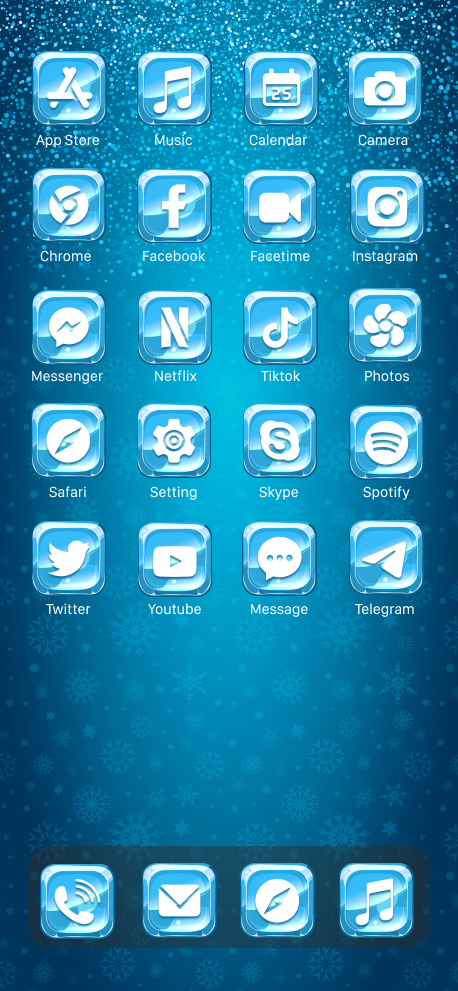 App Store
Music
25
Calendar
Camera
Chrome
Facebook
Facetime
Instagram
Messenger
Netflix
Tiktok
Photos
Safari
Setting
Skype
Spotify
Twitter
Youtube
Message
Telegram